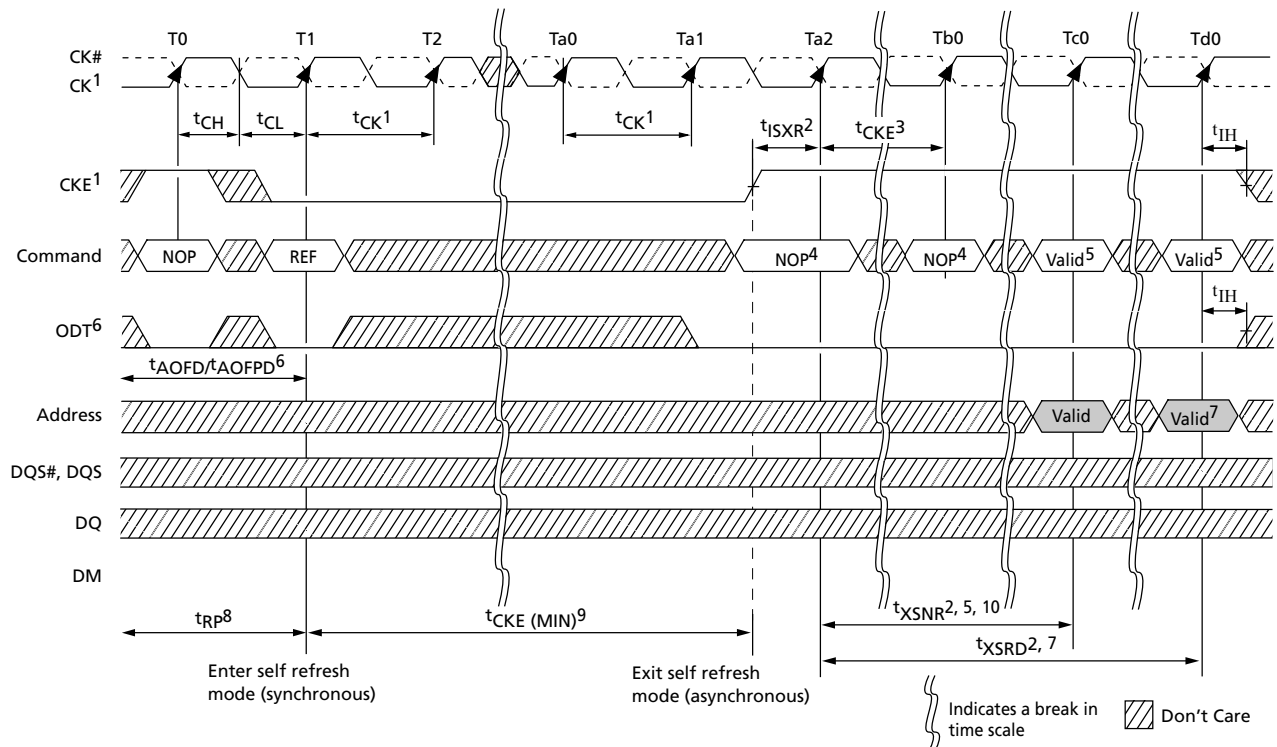 T0 T1 T2 Ta0 Ta1 Ta2 Tb0 Tc0 Td0
CK#
CK1
tCH tCL tCK1 tCK1 tISXR2 tCKE3 tIH
CKE1
Command NOP REF NOP4 NOP4 Valid5 Valid5
tIH
ODT6
tAOFD/tAOFPD6
Address Valid Valid7
DQS#, DQS
DQ
DM
tRP8 tCKE (MIN)9 tXSNR2, 5, 10
tXSRD2, 7
Enter self refresh
mode (synchronous)
Exit self refresh
mode (asynchronous)
Indicates a break in
time scale
Don't Care